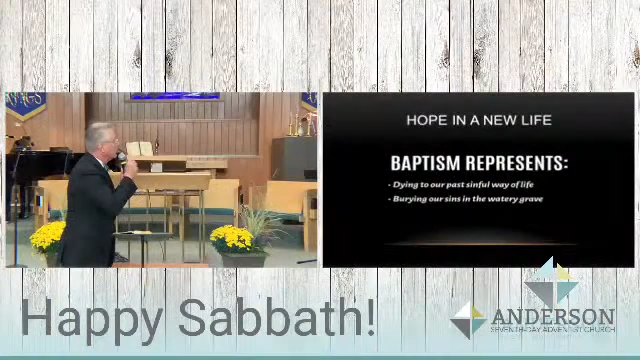 HOPE IN A NEW LIFE
BAPTISM REPRESENTS:
- Dying to our past sinful way of life
- Burying our sins in the watery grave
Happy Sabbath!
ANDERSON
SEVENTH-DAY ADVENTIST CHURCH